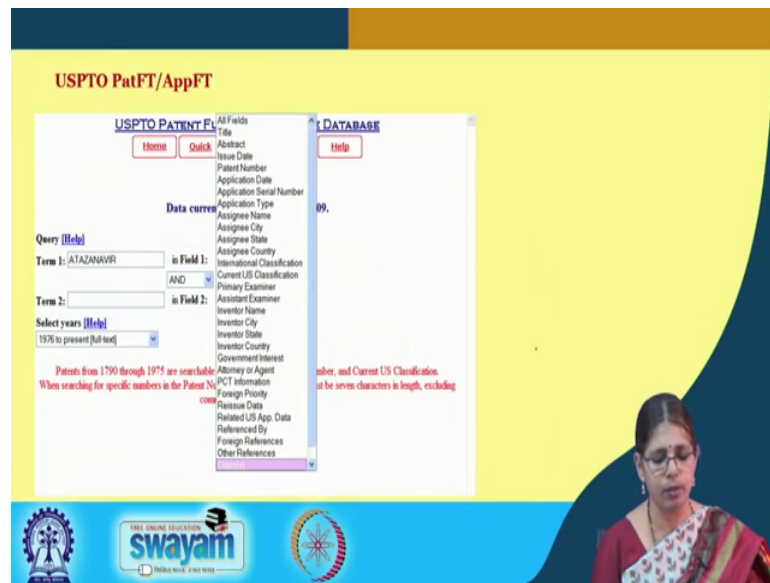 USPTO PatFT/AppFT
USPTO PATENT FU
E DATABASE
Home
Quick
Help
Data curren
09.
Query [Help]
Term 1: ATAZANAVIR
in Field 1:
AND
Term 2:
in Field 2:
Select years [Help]
1976 to present [full-text]
All Fields
Title
Abstract
Issue Date
Patent Number
Application Date
Application Serial Number
Application Type
Assignee Name
Assignee City
Assignee State
Assignee Country
International Classification
Current US Classification
Primary Examiner
Assistant Examiner
Inventor Name
Inventor City
Inventor State
Inventor Country
Government Interest
Attorney or Agent
PCT Information
Foreign Priority
Reissue Data
Related US App. Data
Referenced By
Foreign References
Other References
Claim(s)
Patents from 1790 through 1975 are searchable
mber, and Current US Classification.
When searching for specific numbers in the Patent Nu
st be seven characters in length, excluding
com
FREE ONLINE EDUCATION
swayam